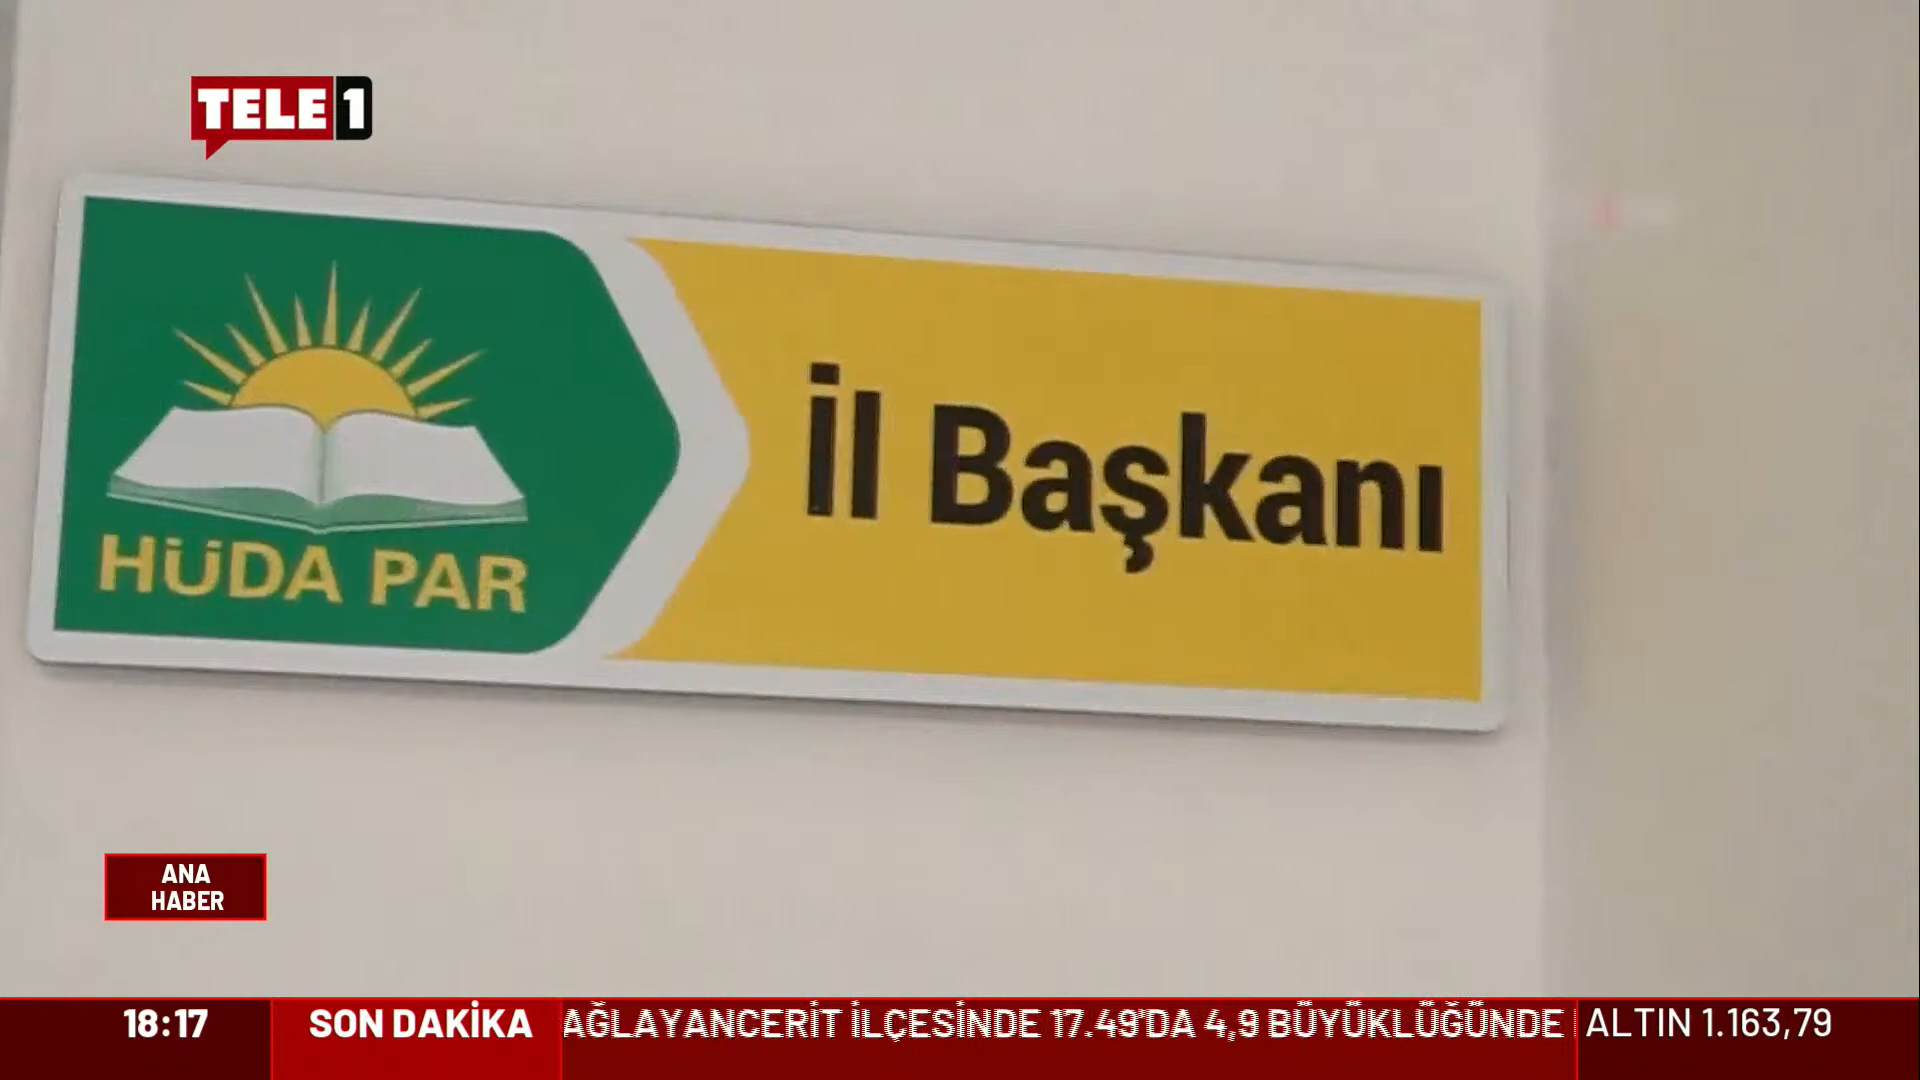 TELE1
HÜDA PAR
İl Başkanı
ANA
HABER
18:17
SON DAKİKA
AĞLAYANCERİT İLÇESİNDE 17.49'DA 4,9 BÜYÜKLÜĞÜNDE
ALTIN 1.163,79